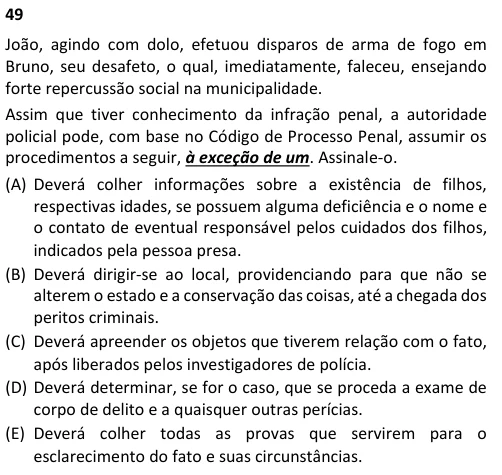 49
João, agindo com dolo, efetuou disparos de arma de fogo em
Bruno, seu desafeto, o qual, imediatamente, faleceu, ensejando
forte repercussão social na municipalidade.
Assim que tiver conhecimento da infração penal, a autoridade
policial pode, com base no Código de Processo Penal, assumir os
procedimentos a seguir, à exceção de um. Assinale-o.
(A) Deverá colher informações sobre a existência de filhos,
respectivas idades, se possuem alguma deficiência e o nome e
o contato de eventual responsável pelos cuidados dos filhos,
indicados pela pessoa presa.
(B) Deverá dirigir-se ao local, providenciando para que não se
alterem o estado e a conservação das coisas, até a chegada dos
peritos criminais.
(C) Deverá apreender os objetos que tiverem relação com o fato,
após liberados pelos investigadores de polícia.
(D) Deverá determinar, se for o caso, que se proceda a exame de
corpo de delito e a quaisquer outras perícias.
(E) Deverá colher todas as provas que servirem para o
esclarecimento do fato e suas circunstâncias.